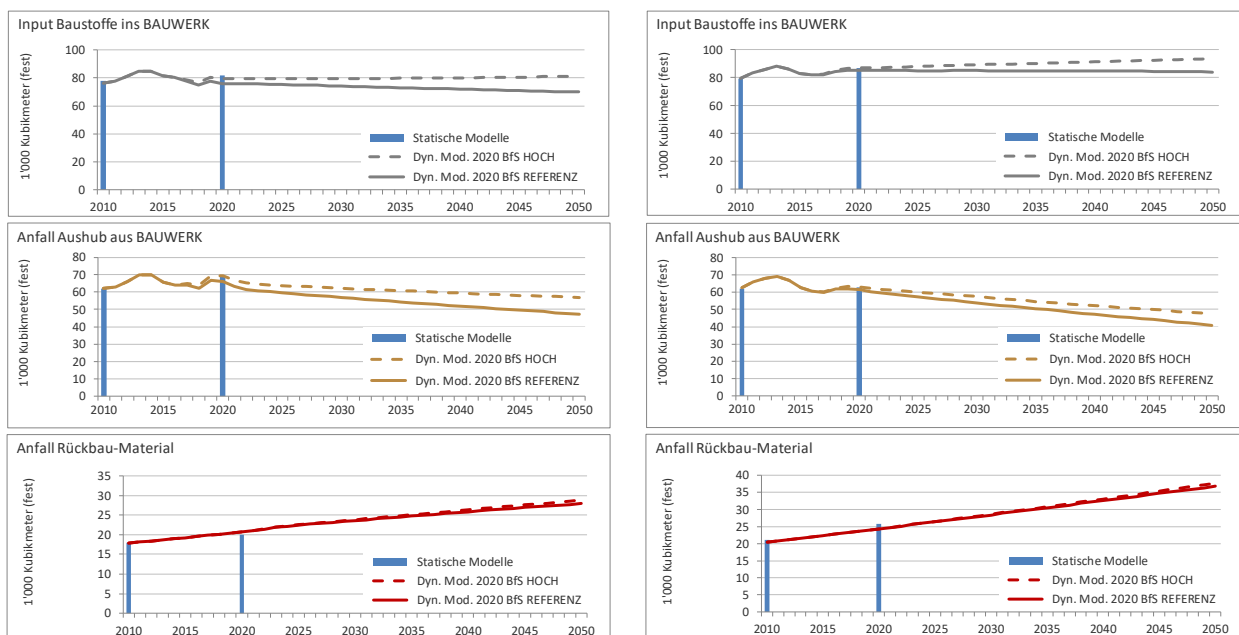 Input Baustoffe ins BAUWERK
1'000 Kubikmeter (fest)
100
80
60
40
20
0
Statische Modelle
Dyn. Mod. 2020 BfS HOCH
Dyn. Mod. 2020 BfS REFERENZ
2010 2015 2020 2025 2030 2035 2040 2045 2050
Input Baustoffe ins BAUWERK
1'000 Kubikmeter (fest)
100
80
60
40
20
0
Statische Modelle
Dyn. Mod. 2020 BfS HOCH
Dyn. Mod. 2020 BfS REFERENZ
2010 2015 2020 2025 2030 2035 2040 2045 2050
Anfall Aushub aus BAUWERK
1'000 Kubikmeter (fest)
80
70
60
50
40
30
20
10
0
Statische Modelle
Dyn. Mod. 2020 BfS HOCH
Dyn. Mod. 2020 BfS REFERENZ
2010 2015 2020 2025 2030 2035 2040 2045 2050
Anfall Aushub aus BAUWERK
1'000 Kubikmeter (fest)
80
70
60
50
40
30
20
10
0
Statische Modelle
Dyn. Mod. 2020 BfS HOCH
Dyn. Mod. 2020 BfS REFERENZ
2010 2015 2020 2025 2030 2035 2040 2045 2050
Anfall Rückbau-Material
1'000 Kubikmeter (fest)
35
30
25
20
15
10
5
0
Statische Modelle
Dyn. Mod. 2020 BfS HOCH
Dyn. Mod. 2020 BfS REFERENZ
2010 2015 2020 2025 2030 2035 2040 2045 2050
Anfall Rückbau-Material
1'000 Kubikmeter (fest)
40
35
30
25
20
15
10
5
0
Statische Modelle
Dyn. Mod. 2020 BfS HOCH
Dyn. Mod. 2020 BfS REFERENZ
2010 2015 2020 2025 2030 2035 2040 2045 2050